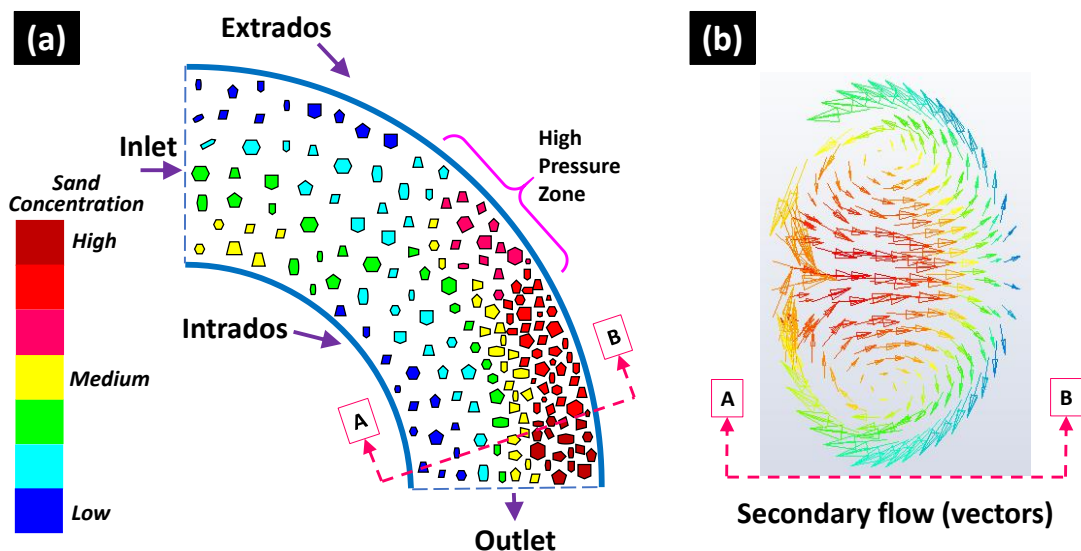 (a)
Extrados
Inlet
High
Pressure
Zone
Sand
Concentration
High
Medium
Low
Intrados
A
B
Outlet
(b)
A
B
Secondary flow (vectors)